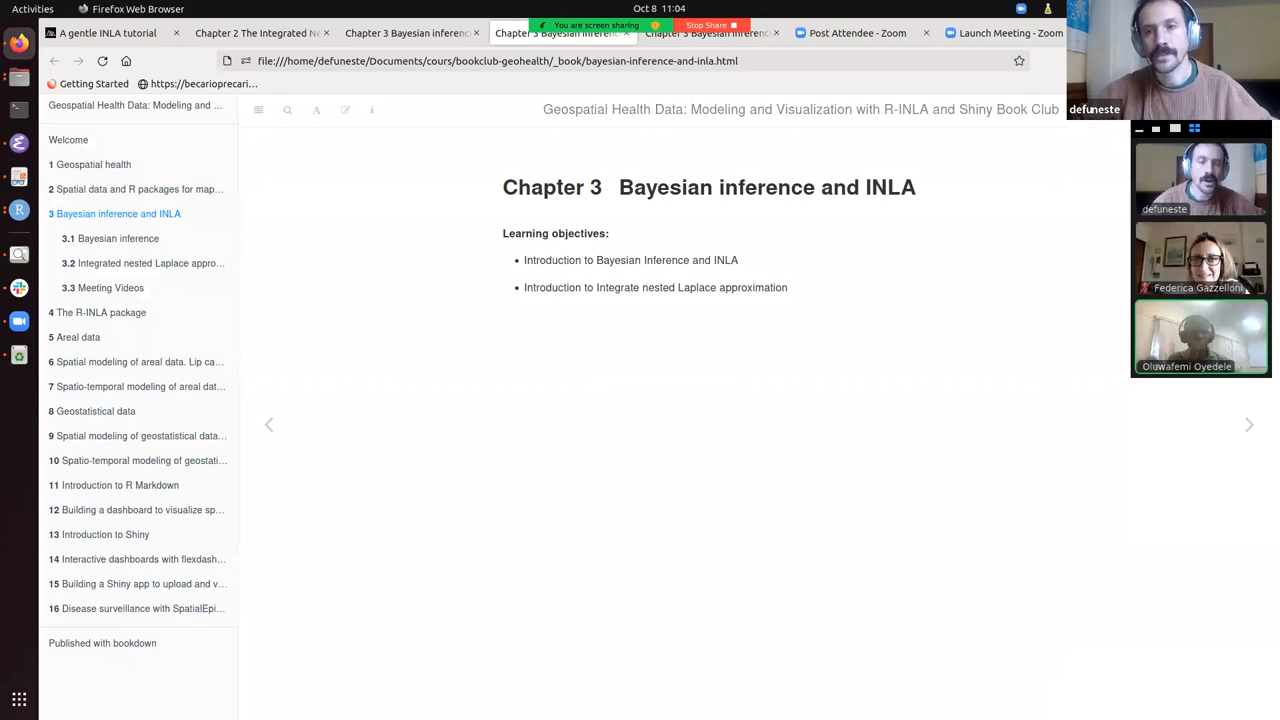 Activities
Firefox Web Browser
Oct 8 11:04
You are screen sharing
Stop Share
A gentle INLA tutorial
Chapter 2 The Integrated Ne
Chapter 3 Bayesian inferenc
Chapter 3 Bayesian inferen
Chapter 3 Bayesian inferenc
Post Attendee - Zoom
Launch Meeting - Zoom
file:///home/defuneste/Documents/cours/bookclub-geohealth/_book/bayesian-inference-and-inla.html
Getting Started
https://becarioprecari...
defuneste
Geospatial Health Data: Modeling and ...
Geospatial Health Data: Modeling and Visualization with R-INLA and Shiny Book Club
Welcome
1 Geospatial health
2 Spatial data and R packages for map...
3 Bayesian inference and INLA
3.1 Bayesian inference
3.2 Integrated nested Laplace appro...
3.3 Meeting Videos
4 The R-INLA package
5 Areal data
6 Spatial modeling of areal data. Lip ca...
7 Spatio-temporal modeling of areal dat...
8 Geostatistical data
9 Spatial modeling of geostatistical data...
10 Spatio-temporal modeling of geostati...
11 Introduction to R Markdown
12 Building a dashboard to visualize sp...
13 Introduction to Shiny
14 Interactive dashboards with flexdash...
15 Building a Shiny app to upload and v...
16 Disease surveillance with SpatialEpi...
Published with bookdown
Chapter 3 Bayesian inference and INLA
Learning objectives:
• Introduction to Bayesian Inference and INLA
• Introduction to Integrate nested Laplace approximation
defuneste
Federica Gazzelloni
Oluwafemi Oyedele